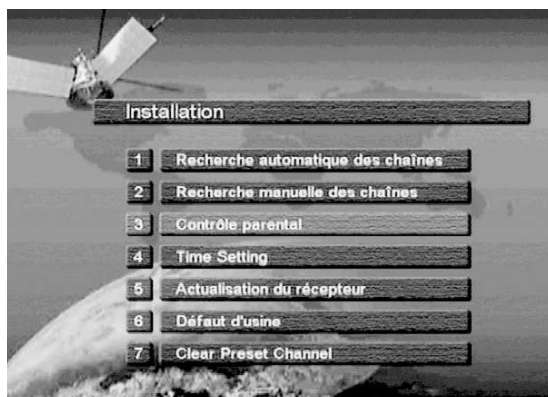 Installation
1 Recherche automatique des chaînes
2 Recherche manuelle des chaînes
3 Contrôle parental
4 Time Setting
5 Actualisation du récepteur
6 Défaut d'usine
7 Clear Preset Channel